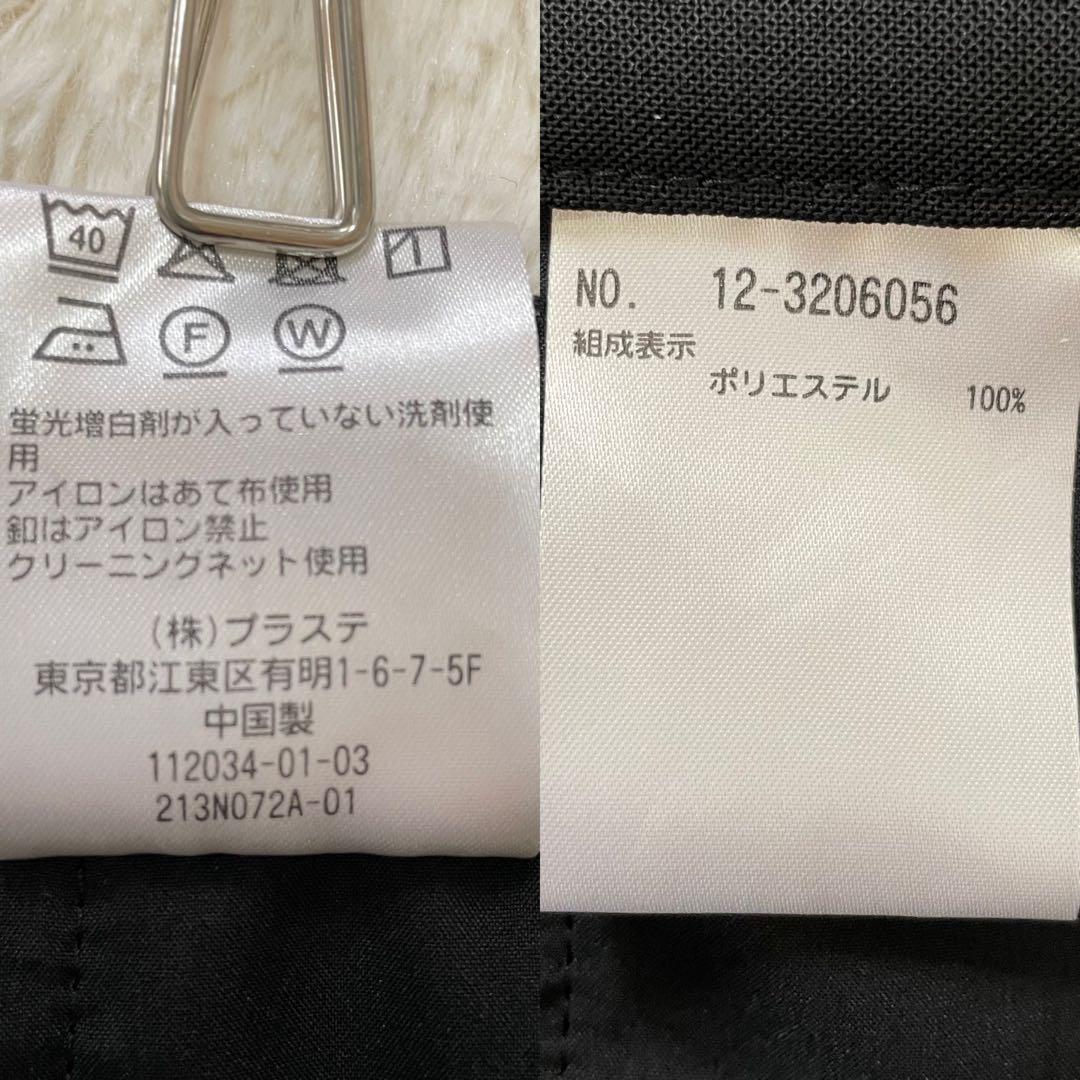 40
F
W
蛍光増白剤が入っていない洗剤使
用
アイロンはあて布使用
釦はアイロン禁止
クリーニングネット使用
(株)プラステ
東京都江東区有明1-6-7-5F
中国製
112034-01-03
213N072A-01
NO. 12-3206056
組成表示
ポリエステル 100%